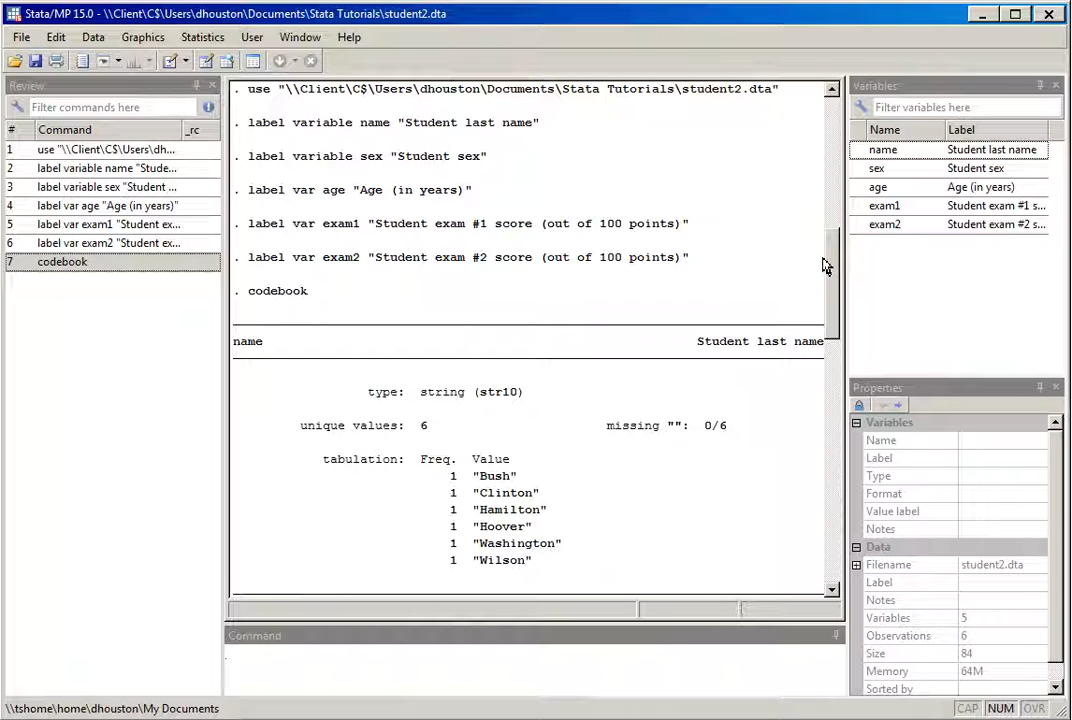 Stata/MP 15.0 - \\Client\C$\Users\dhouston\Documents\Stata Tutorials\student2.dta
File Edit Data Graphics Statistics User Window Help
Review
Filter commands here
# Command _rc
1 use "\\Client\C$\Users\dh...
2 label variable name "Stude...
3 label variable sex "Student ...
4 label var age "Age (in years)"
5 label var exam1 "Student ex...
6 label var exam2 "Student ex...
7 codebook
. use "\\Client\C$\Users\dhouston\Documents\Stata Tutorials\student2.dta"
. label variable name "Student last name"
. label variable sex "Student sex"
. label var age "Age (in years)"
. label var exam1 "Student exam #1 score (out of 100 points)"
. label var exam2 "Student exam #2 score (out of 100 points)"
. codebook
name Student last name
type: string (str10)
unique values: 6 missing "": 0/6
tabulation: Freq. Value
1 "Bush"
1 "Clinton"
1 "Hamilton"
1 "Hoover"
1 "Washington"
1 "Wilson"
Command
Variables
Filter variables here
Name Label
name Student last name
sex Student sex
age Age (in years)
exam1 Student exam #1 s...
exam2 Student exam #2 s...
Properties
Variables
Name
Label
Type
Format
Value label
Notes
Data
Filename student2.dta
Label
Notes
Variables 5
Observations 6
Size 84
Memory 64M
Sorted by
\\tshome\home\dhouston\My Documents
CAP NUM OVR